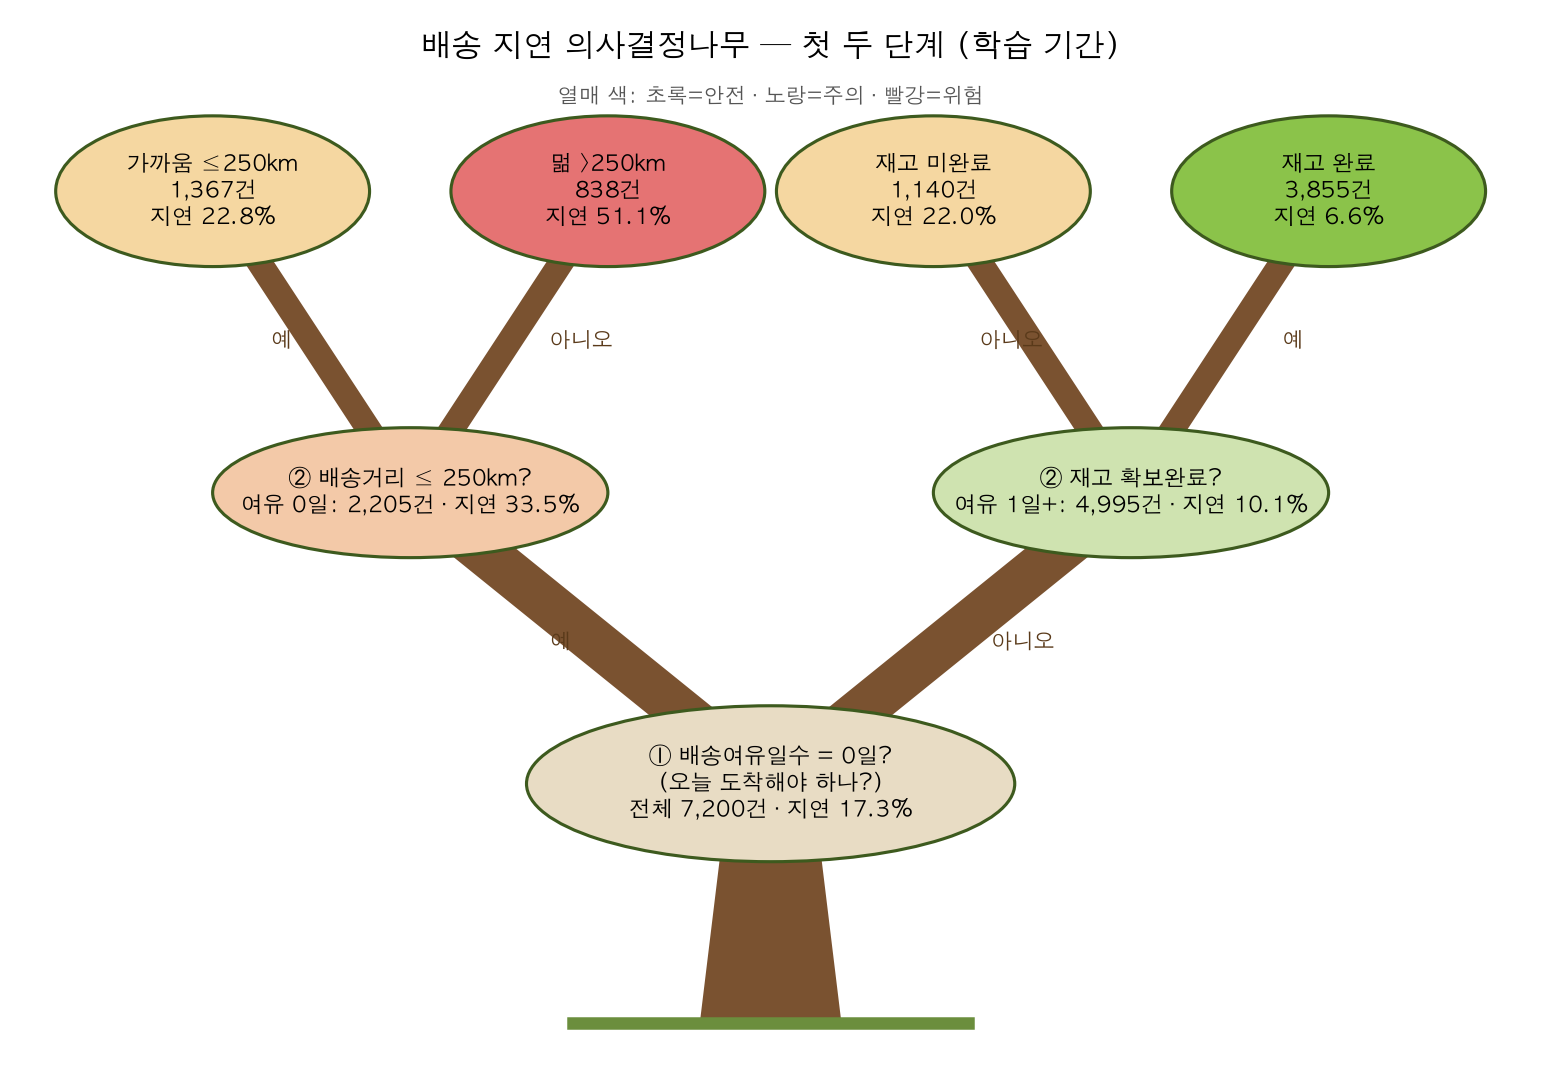 배송 지연 의사결정나무 — 첫 두 단계 (학습 기간)
열매 색: 초록=안전 · 노랑=주의 · 빨강=위험
가까움 ≤250km
1,367건
지연 22.8%
멂 >250km
838건
지연 51.1%
재고 미완료
1,140건
지연 22.0%
재고 완료
3,855건
지연 6.6%
예
아니오
아니오
예
② 배송거리 ≤ 250km?
여유 0일: 2,205건 · 지연 33.5%
② 재고 확보완료?
여유 1일+: 4,995건 · 지연 10.1%
예
아니오
① 배송여유일수 = 0일?
(오늘 도착해야 하나?)
전체 7,200건 · 지연 17.3%